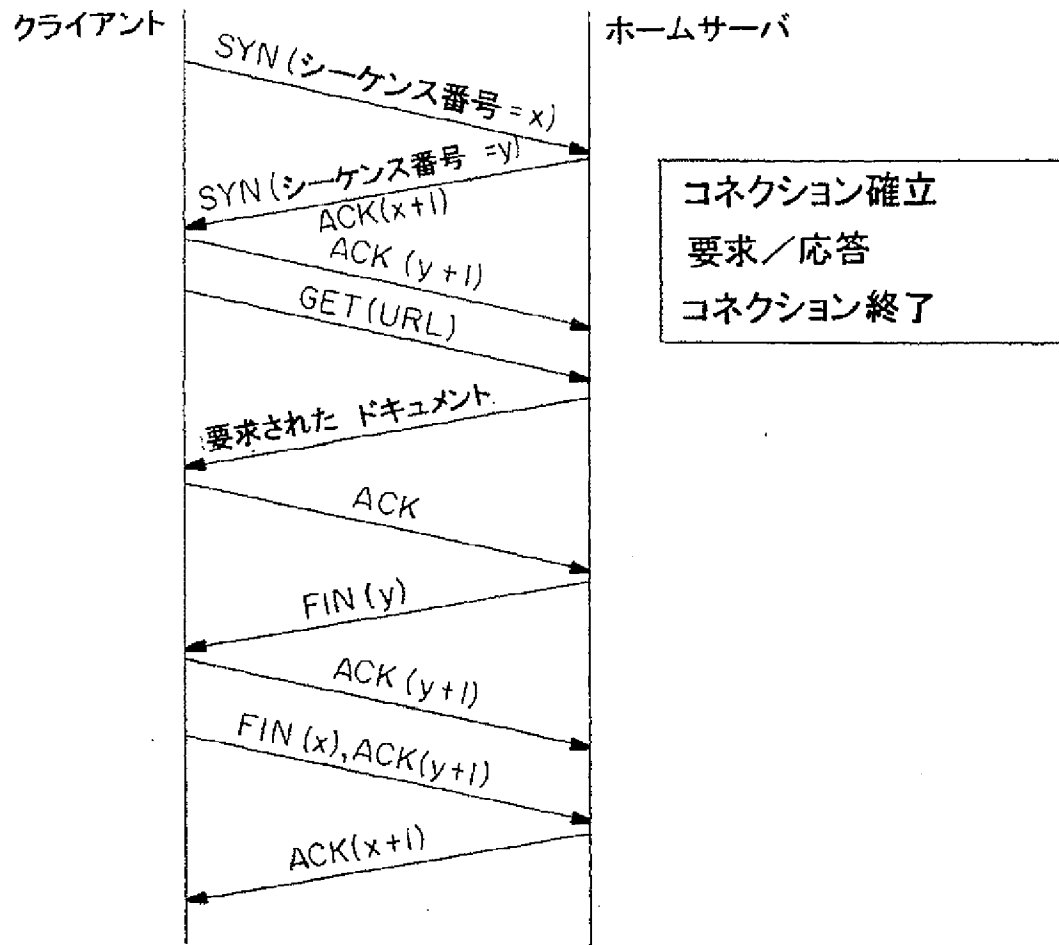 クライアント
ホームサーバ
SYN (シーケンス番号 = x)
SYN (シーケンス番号 =y)
ACK(x+1)
ACK (y+1)
GET(URL)
要求された ドキュメント
ACK
FIN (y)
ACK (y+1)
FIN (x), ACK(y+1)
ACK(x+1)
コネクション確立
要求／応答
コネクション終了